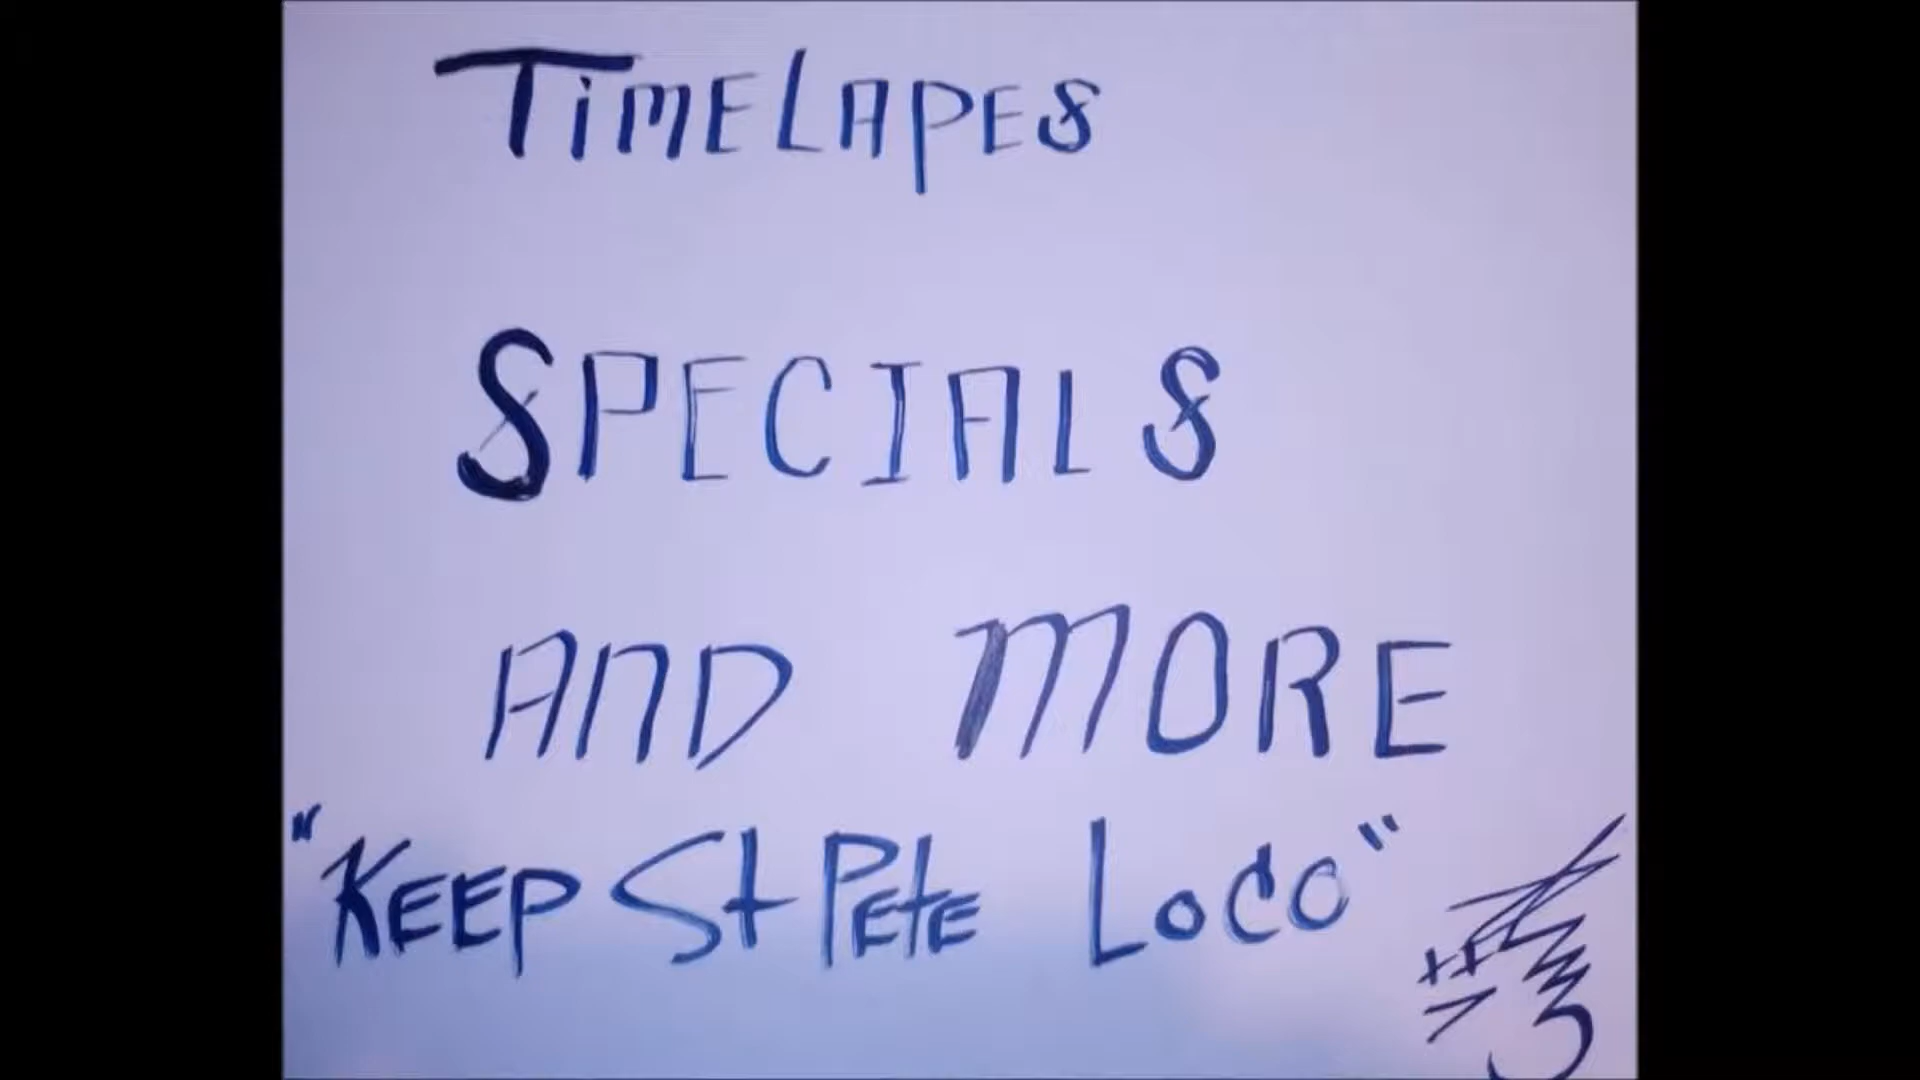 TiMELAPES
SPECIALS
AND MORE
"KEEP St PEtE LoCo"